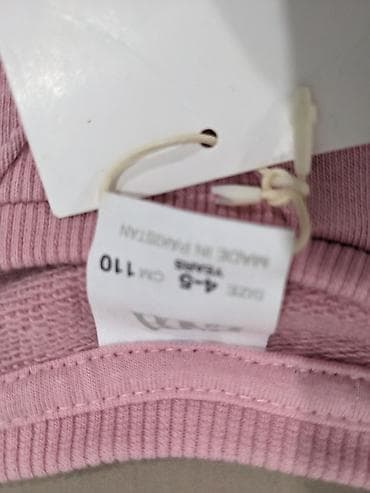 SIZE: 4-5 CM 110
YEARS
MADE IN PAKISTAN